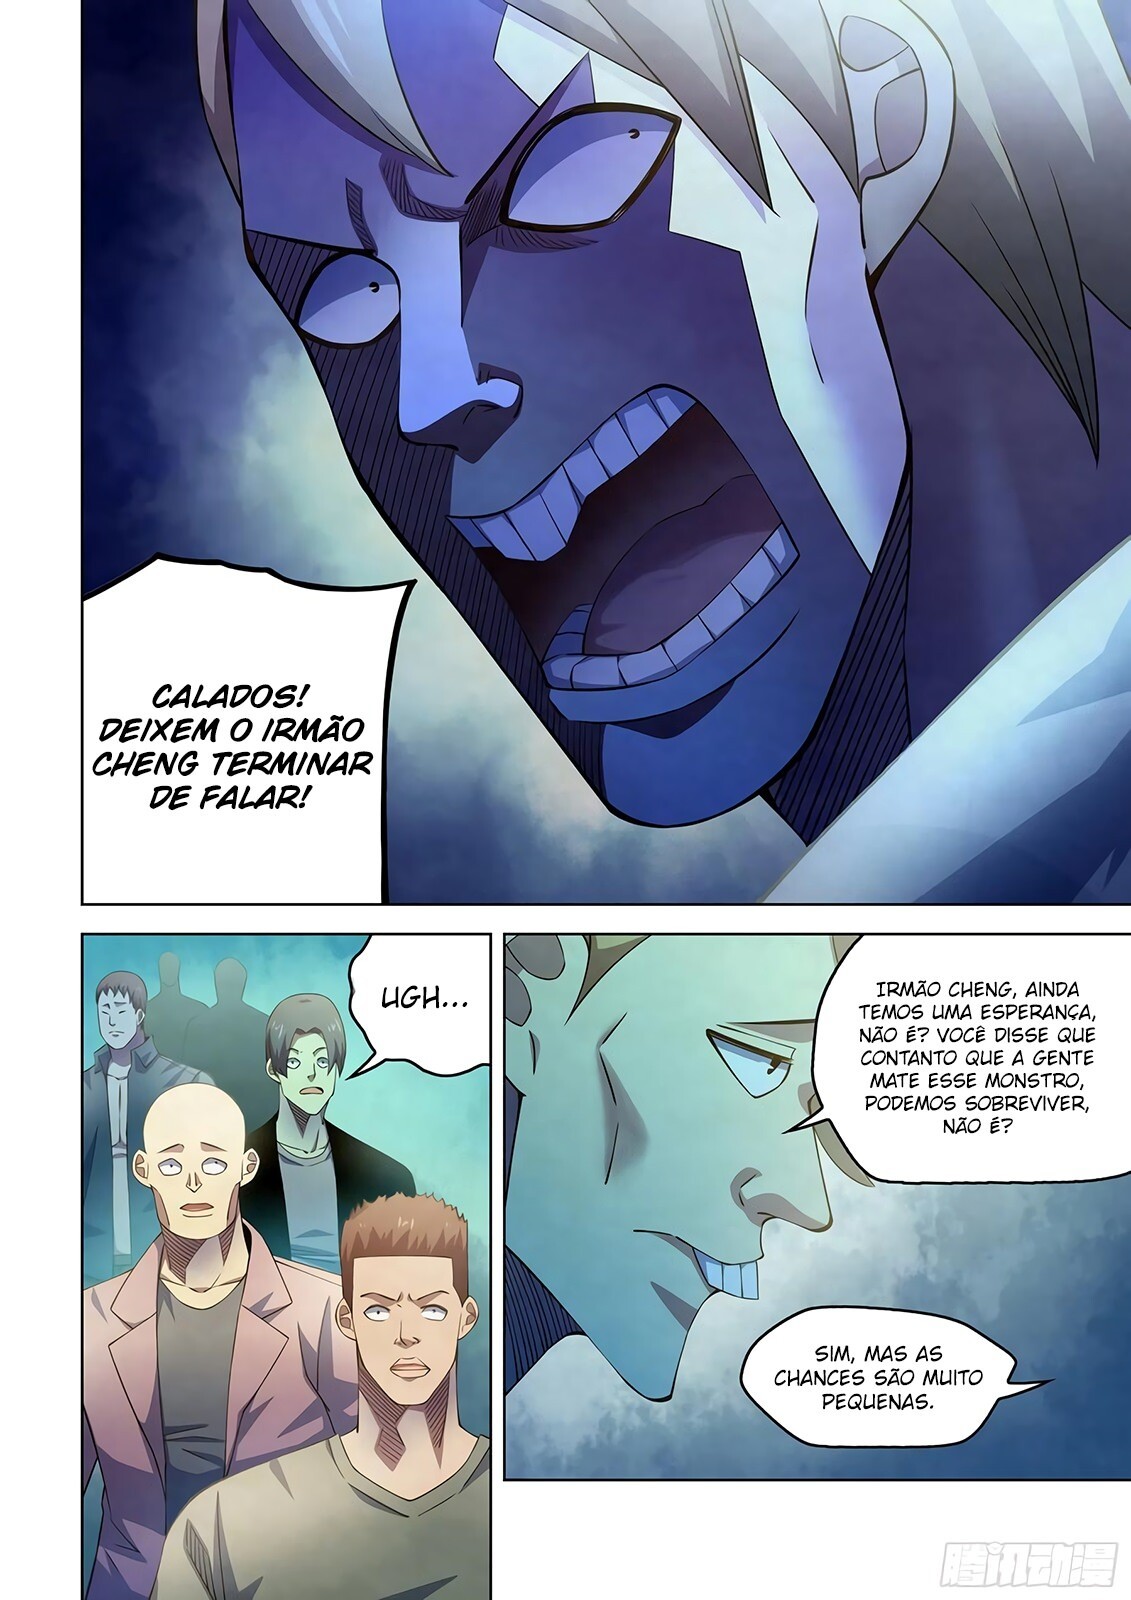 CALADOS!
DEIXEM O IRMÃO
CHENG TERMINAR
DE FALAR!
UGH...
IRMÃO CHENG, AINDA
TEMOS UMA ESPERANÇA,
NÃO É? VOCÊ DISSE QUE
CONTANTO QUE A GENTE
MATE ESSE MONSTRO,
PODEMOS SOBREVIVER,
NÃO É?
SIM, MAS AS
CHANCES SÃO MUITO
PEQUENAS.
腾讯动漫